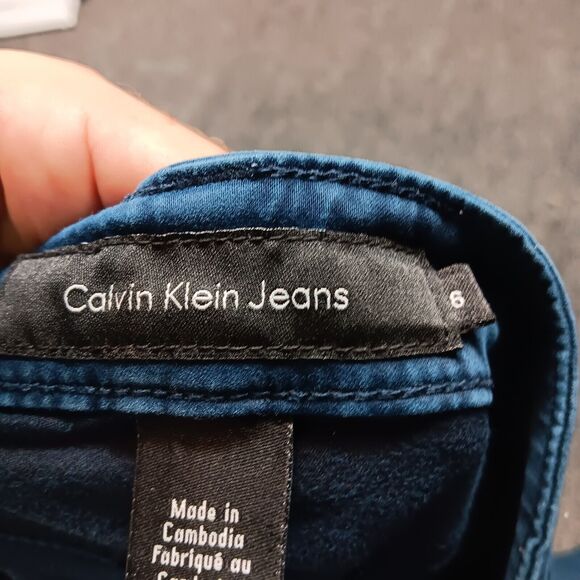 Calvin Klein Jeans
6
Made in
Cambodia
Fabriqué au